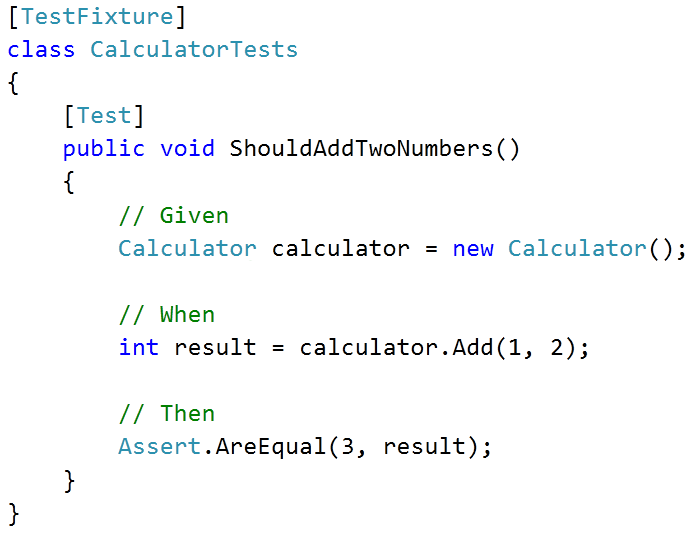 [TestFixture]
class CalculatorTests
{
    [Test]
    public void ShouldAddTwoNumbers()
    {
        // Given
        Calculator calculator = new Calculator();

        // When
        int result = calculator.Add(1, 2);

        // Then
        Assert.AreEqual(3, result);
    }
}